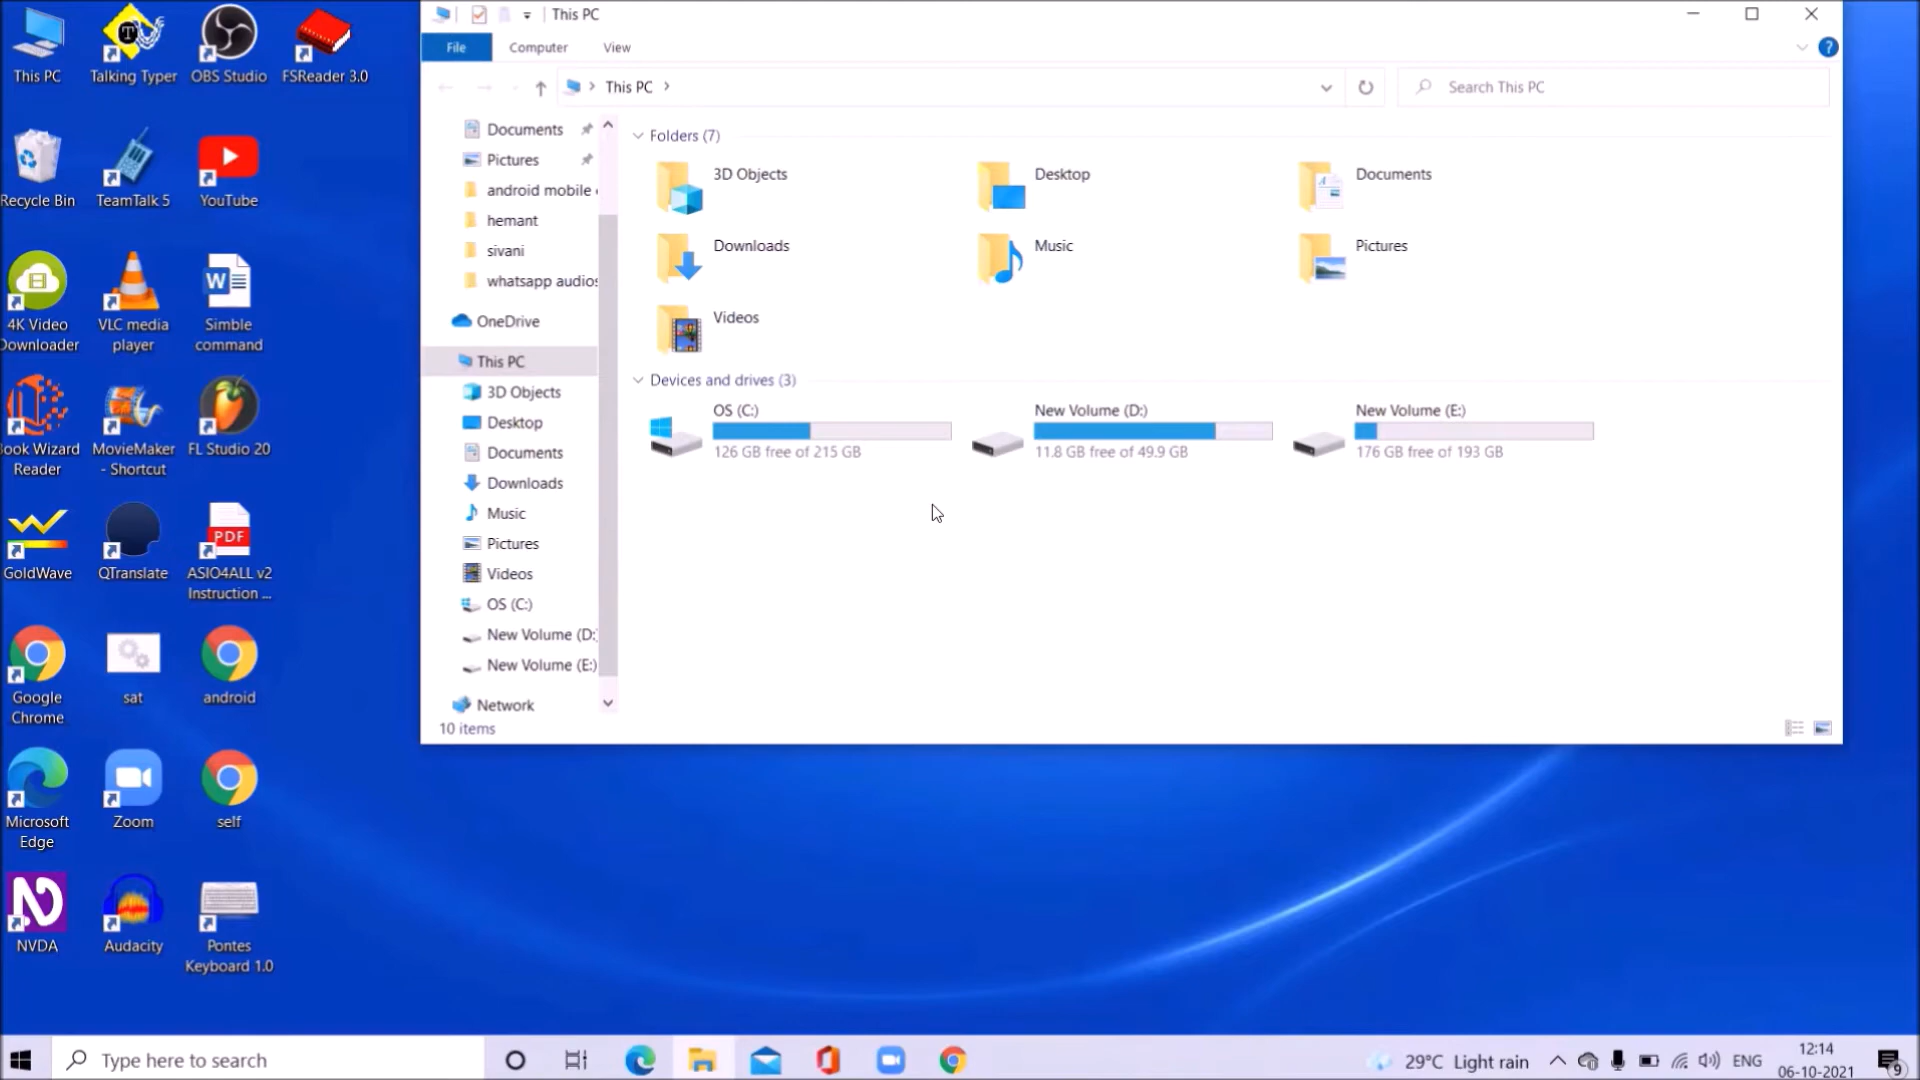 This PC
Talking Typer
OBS Studio
FSReader 3.0
Recycle Bin
TeamTalk 5
YouTube
4K Video
Downloader
VLC media
player
Simble
command
Book Wizard
Reader
MovieMaker
- Shortcut
FL Studio 20
GoldWave
QTranslate
PDF
ASIO4ALL v2
Instruction ...
Google
Chrome
sat
android
Microsoft
Edge
Zoom
self
NVDA
Audacity
Pontes
Keyboard 1.0
This PC
File
Computer
View
This PC
Search This PC
Documents
Pictures
android mobile
hemant
sivani
whatsapp audios
OneDrive
This PC
3D Objects
Desktop
Documents
Downloads
Music
Pictures
Videos
OS (C:)
New Volume (D:
New Volume (E:)
Network
Folders (7)
3D Objects
Desktop
Documents
Downloads
Music
Pictures
Videos
Devices and drives (3)
OS (C:)
126 GB free of 215 GB
New Volume (D:)
11.8 GB free of 49.9 GB
New Volume (E:)
176 GB free of 193 GB
10 items
Type here to search
29°C Light rain
ENG
12:14
06-10-2021
9